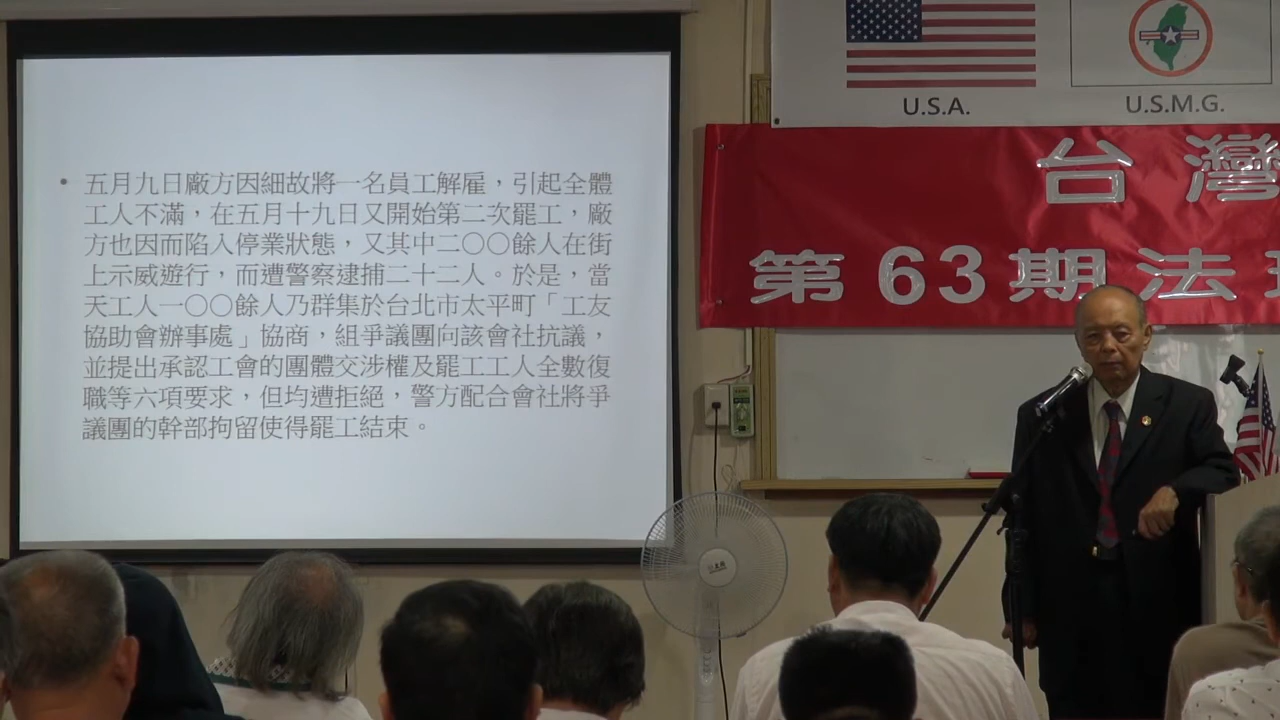 • 五月九日廠方因細故將一名員工解雇，引起全體
工人不滿，在五月十九日又開始第二次罷工，廠
方也因而陷入停業狀態，又其中二〇〇餘人在街
上示威遊行，而遭警察逮捕二十二人。於是，當
天工人一〇〇餘人乃群集於台北市太平町「工友
協助會辦事處」協商，組爭議團向該會社抗議，
並提出承認工會的團體交涉權及罷工工人全數復
職等六項要求，但均遭拒絕，警方配合會社將爭
議團的幹部拘留使得罷工結束。
U.S.A.
U.S.M.G.
台灣
第63期法